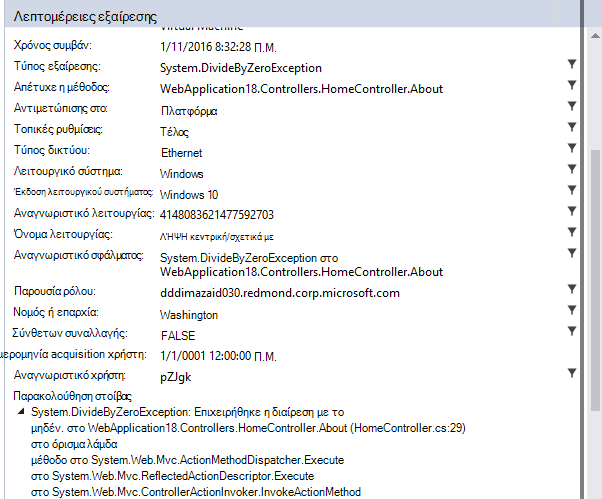 Λεπτομέρειες εξαίρεσης
Virtual Machine
Χρόνος συμβάν: 1/11/2016 8:32:28 Π.Μ.
Τύπος εξαίρεσης: System.DivideByZeroException
Απέτυχε η μέθοδος: WebApplication18.Controllers.HomeController.About
Αντιμετώπισης στο: Πλατφόρμα
Τοπικές ρυθμίσεις: Τέλος
Τύπος δικτύου: Ethernet
Λειτουργικό σύστημα: Windows
Έκδοση λειτουργικού συστήματος: Windows 10
Αναγνωριστικό λειτουργίας: 4148083621477592703
Όνομα λειτουργίας: ΛΉΨΗ κεντρική/σχετικά με
Αναγνωριστικό σφάλματος: System.DivideByZeroException στο
WebApplication18.Controllers.HomeController.About
Παρουσία ρόλου: dddimazaid030.redmond.corp.microsoft.com
Νομός ή επαρχία: Washington
Σύνθετων συναλλαγής: FALSE
μερομηνία acquisition χρήστη: 1/1/0001 12:00:00 Π.Μ.
Αναγνωριστικό χρήστη: pZJgk
Παρακολούθηση στοίβας
System.DivideByZeroException: Επιχειρήθηκε η διαίρεση με το
μηδέν. στο WebApplication18.Controllers.HomeController.About (HomeController.cs:29)
στο όρισμα λάμδα
μέθοδο στο System.Web.Mvc.ActionMethodDispatcher.Execute
στο System.Web.Mvc.ReflectedActionDescriptor.Execute
στο System.Web.Mvc.ControllerActionInvoker.InvokeActionMethod